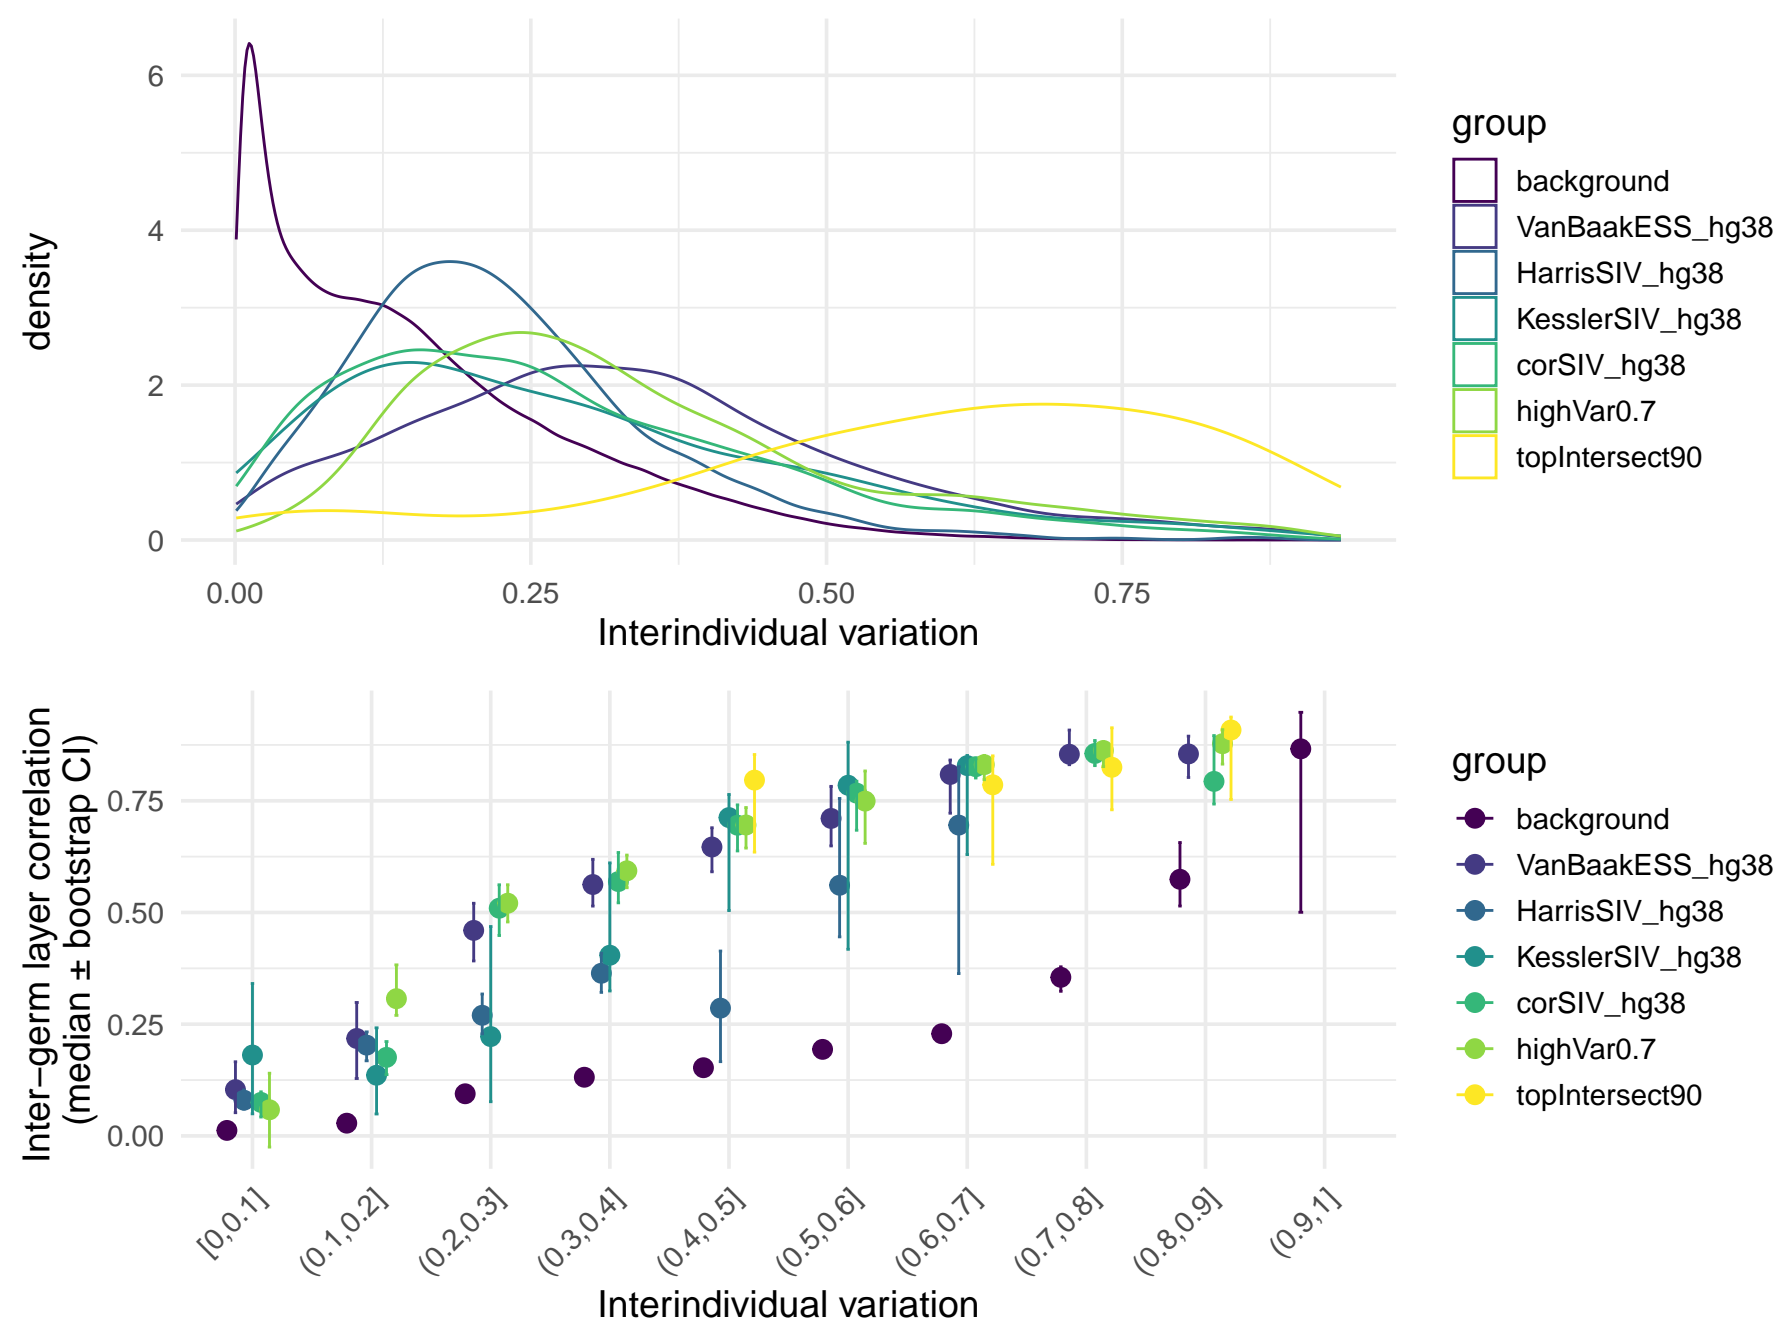 density
6
4
2
0
0.00 0.25 0.50 0.75
Interindividual variation
group
background
VanBaakESS_hg38
HarrisSIV_hg38
KesslerSIV_hg38
corSIV_hg38
highVar0.7
topIntersect90
Inter−germ layer correlation
(median ± bootstrap CI)
0.75
0.50
0.25
0.00
[0,0.1] (0.1,0.2] (0.2,0.3] (0.3,0.4] (0.4,0.5] (0.5,0.6] (0.6,0.7] (0.7,0.8] (0.8,0.9] (0.9,1]
Interindividual variation
group
background
VanBaakESS_hg38
HarrisSIV_hg38
KesslerSIV_hg38
corSIV_hg38
highVar0.7
topIntersect90